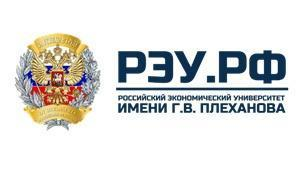 РЭУ.РФ
РОССИЙСКИЙ ЭКОНОМИЧЕСКИЙ УНИВЕРСИТЕТ
ИМЕНИ Г.В. ПЛЕХАНОВА